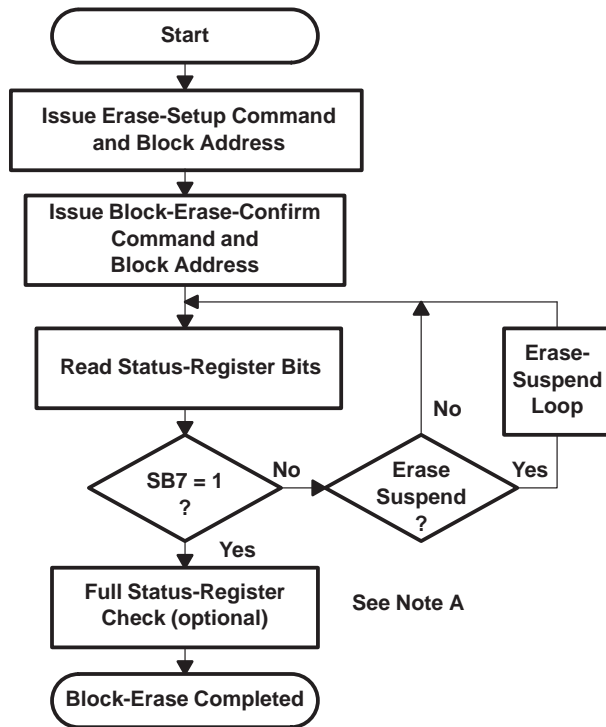 Start
Issue Erase-Setup Command
and Block Address
Issue Block-Erase-Confirm
Command and
Block Address
Read Status-Register Bits
Erase-
Suspend
Loop
No
SB7 = 1
?
No
Erase
Suspend
?
Yes
Yes
Full Status-Register
Check (optional)
See Note A
Block-Erase Completed